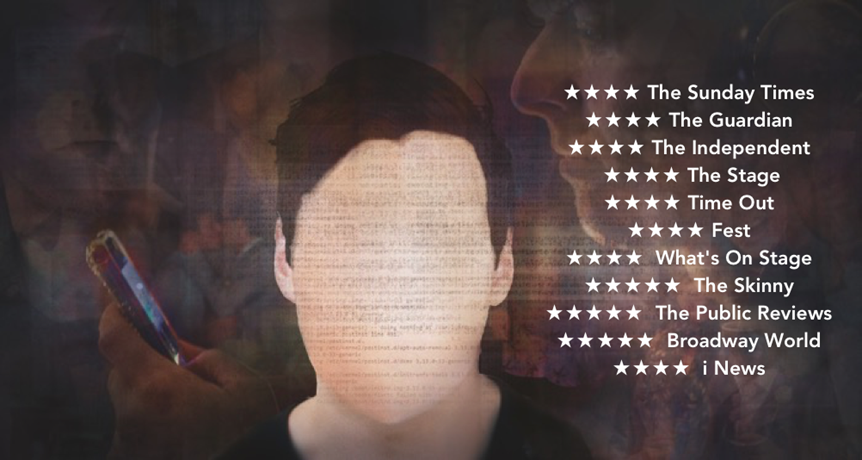 ★★★★ The Sunday Times
★★★★ The Guardian
★★★★ The Independent
★★★★ The Stage
★★★★ Time Out
★★★★ Fest
★★★★ What's On Stage
★★★★★ The Skinny
★★★★★ The Public Reviews
★★★★★ Broadway World
★★★★ i News